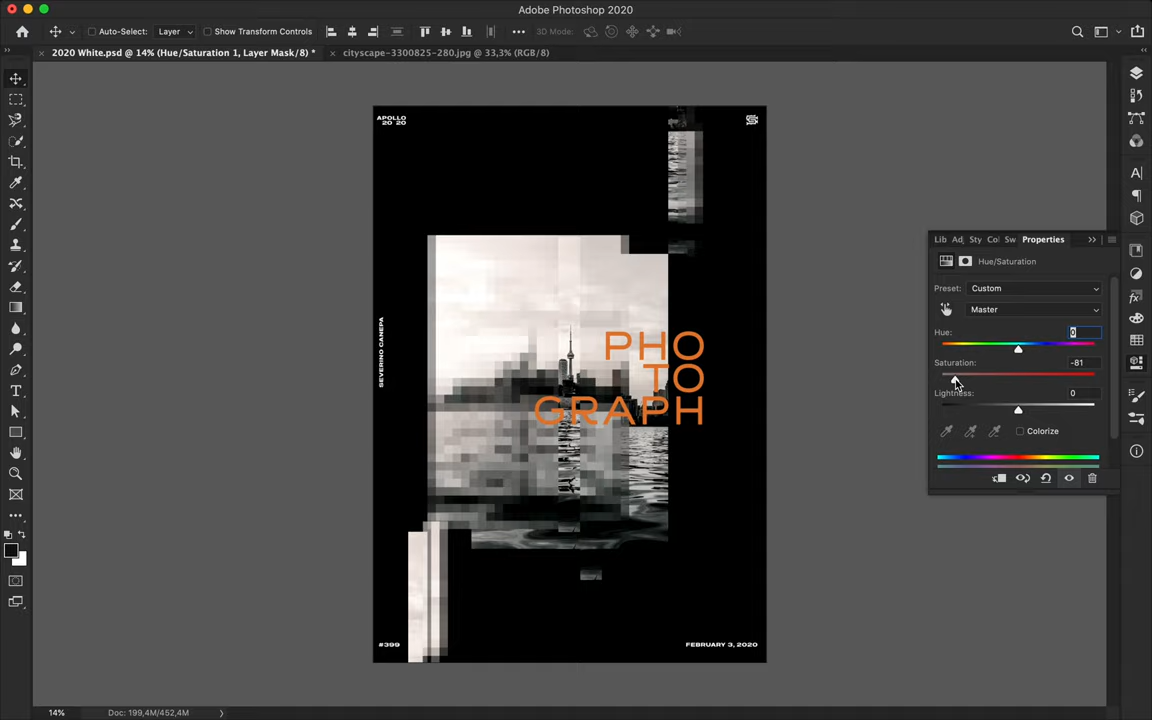 Adobe Photoshop 2020
Auto-Select:
Layer
Show Transform Controls
3D Mode:
2020 White.psd @ 14% (Hue/Saturation 1, Layer Mask/8) *
cityscape-3300825-280.jpg @ 33,3% (RGB/8)
APOLLO
20 20
SEVERINO CANEPA
PHO
TO
GRAPH
#399
FEBRUARY 3, 2020
Lib
Adj
Sty
Col
Sw
Properties
Hue/Saturation
Preset:
Custom
Master
Hue:
0
Saturation:
-81
Lightness:
0
Colorize
14%
Doc: 199,4M/452,4M